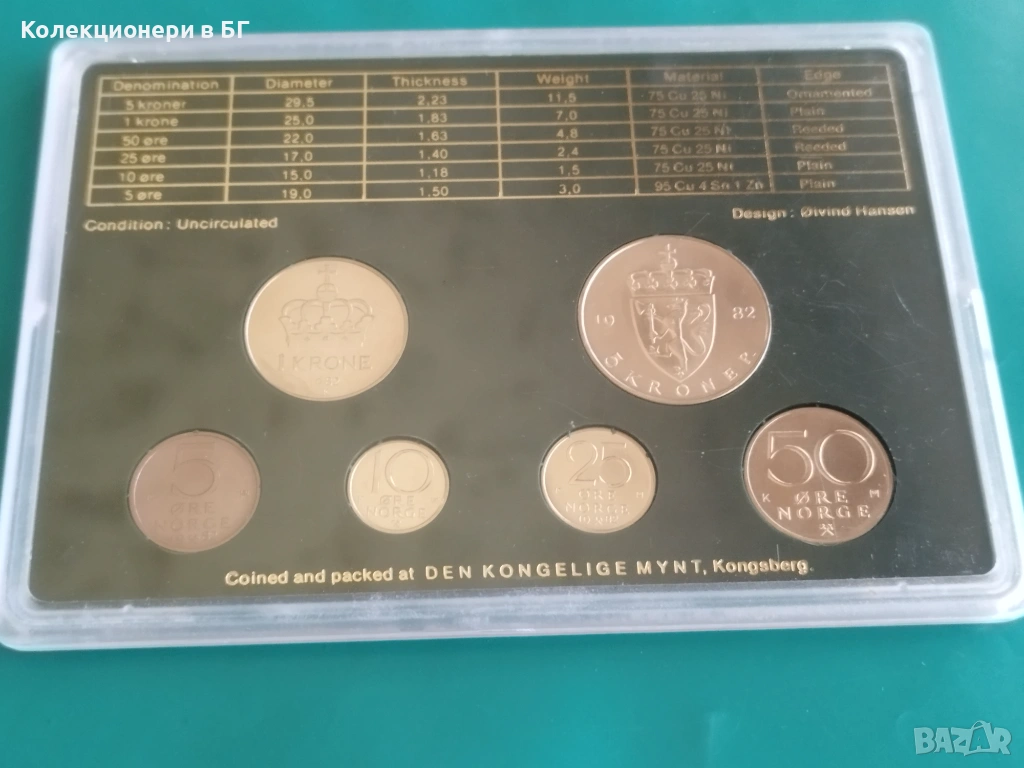 Колекционери в БГ
Denomination Diameter Thickness Weight Material Edge
5 kroner 29,5 2,23 11,5 75 Cu 25 Ni Ornamented
1 krone 25,0 1,83 7,0 75 Cu 25 Ni Plain
50 øre 22,0 1,63 4,8 75 Cu 25 Ni Reeded
25 øre 17,0 1,40 2,4 75 Cu 25 Ni Reeded
10 øre 15,0 1,18 1,5 75 Cu 25 Ni Plain
5 øre 19,0 1,50 3,0 95 Cu 4 Sn 1 Zn Plain
Condition: Uncirculated
Design: Øivind Hansen
1 KRONE
19 82
5 KRONER
5
ØRE
NORGE
10
ØRE
NORGE
25
ØRE
NORGE
50
K ØRE M
NORGE
Coined and packed at DEN KONGELIGE MYNT, Kongsberg.
BAZAR